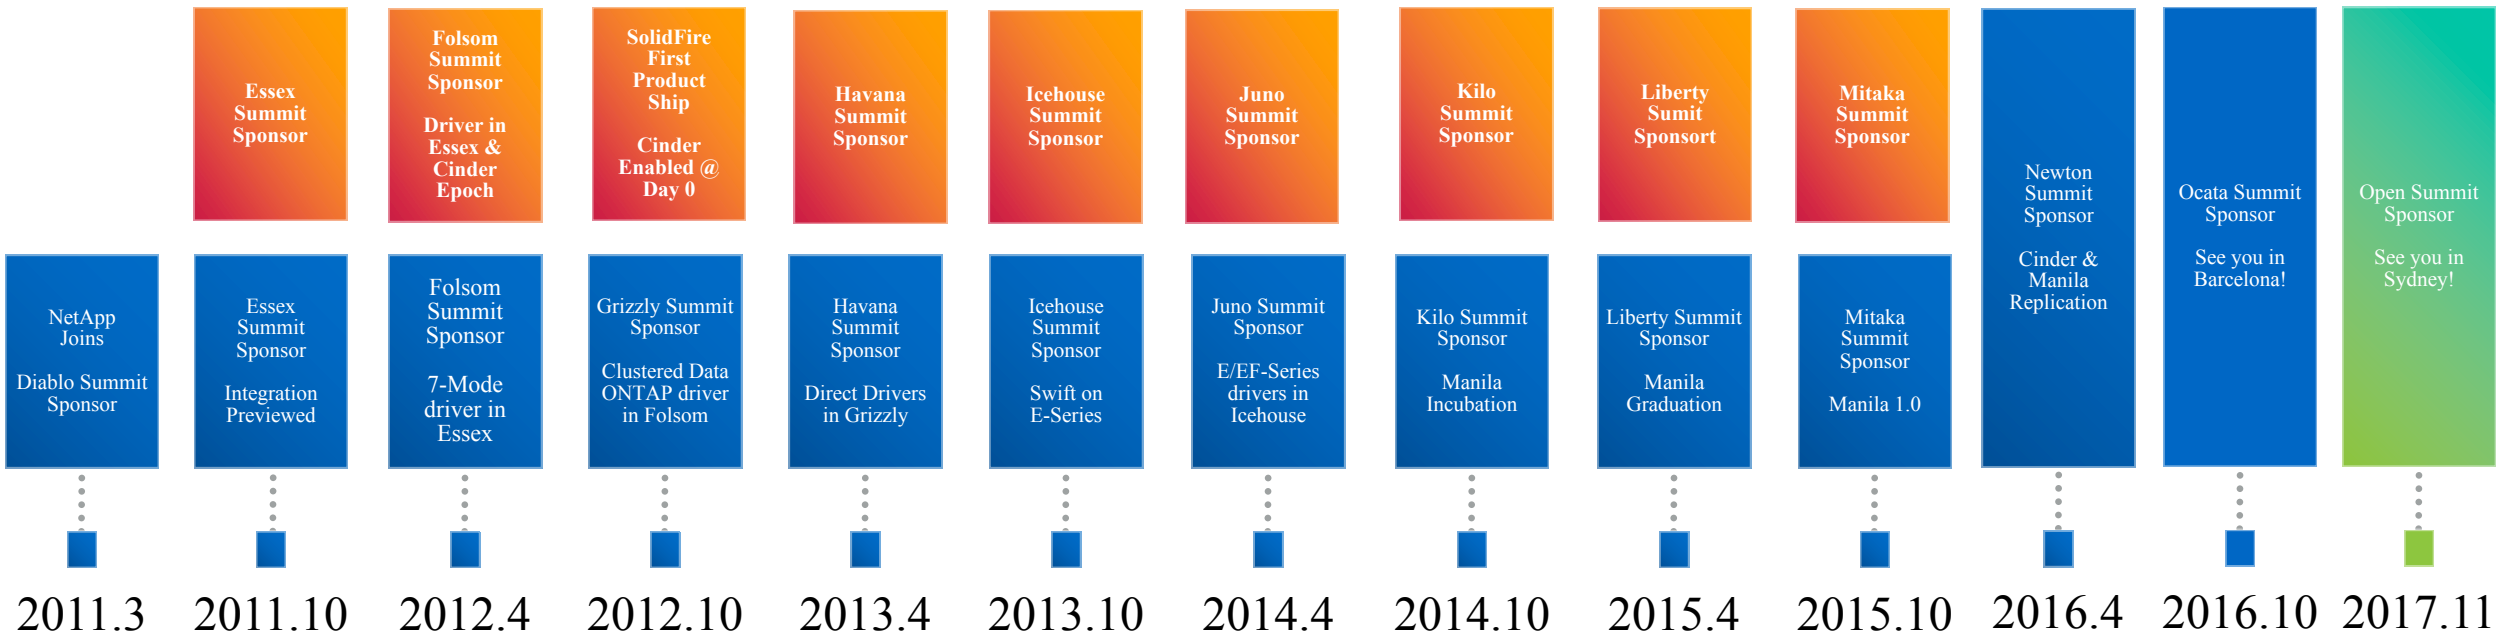 Essex
Summit
Sponsor
Folsom
Summit
Sponsor
Driver in
Essex &
Cinder
Epoch
SolidFire
First
Product
Ship
Cinder
Enabled @
Day 0
Havana
Summit
Sponsor
Icehouse
Summit
Sponsor
Juno
Summit
Sponsor
Kilo
Summit
Sponsor
Liberty
Sumit
Sponsort
Mitaka
Summit
Sponsor
Newton
Summit
Sponsor
Cinder &
Manila
Replication
Ocata Summit
Sponsor
See you in
Barcelona!
Open Summit
Sponsor
See you in
Sydney!
NetApp
Joins
Diablo Summit
Sponsor
Essex
Summit
Sponsor
Integration
Previewed
Folsom
Summit
Sponsor
7-Mode
driver in
Essex
Grizzly Summit
Sponsor
Clustered Data
ONTAP driver
in Folsom
Havana
Summit
Sponsor
Direct Drivers
in Grizzly
Icehouse
Summit
Sponsor
Swift on
E-Series
Juno Summit
Sponsor
E/EF-Series
drivers in
Icehouse
Kilo Summit
Sponsor
Manila
Incubation
Liberty Summit
Sponsor
Manila
Graduation
Mitaka
Summit
Sponsor
Manila 1.0
2011.3
2011.10
2012.4
2012.10
2013.4
2013.10
2014.4
2014.10
2015.4
2015.10
2016.4
2016.10
2017.11